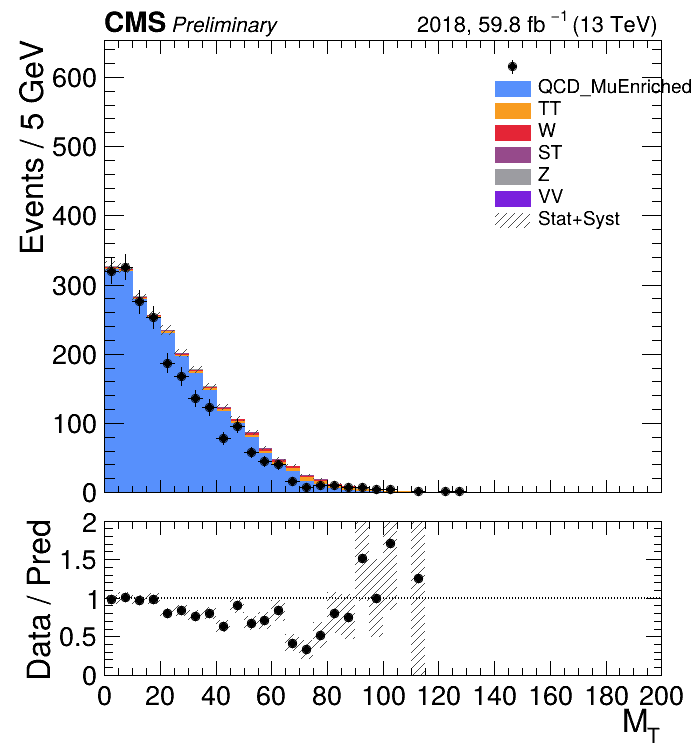 CMS Preliminary 2018, 59.8 fb⁻¹ (13 TeV)
Events / 5 GeV
600
500
400
300
200
100
0
QCD_MuEnriched
TT
W
ST
Z
VV
Stat+Syst
Data / Pred
2
1.5
1
0.5
0
0 20 40 60 80 100 120 140 160 180 200
M_T